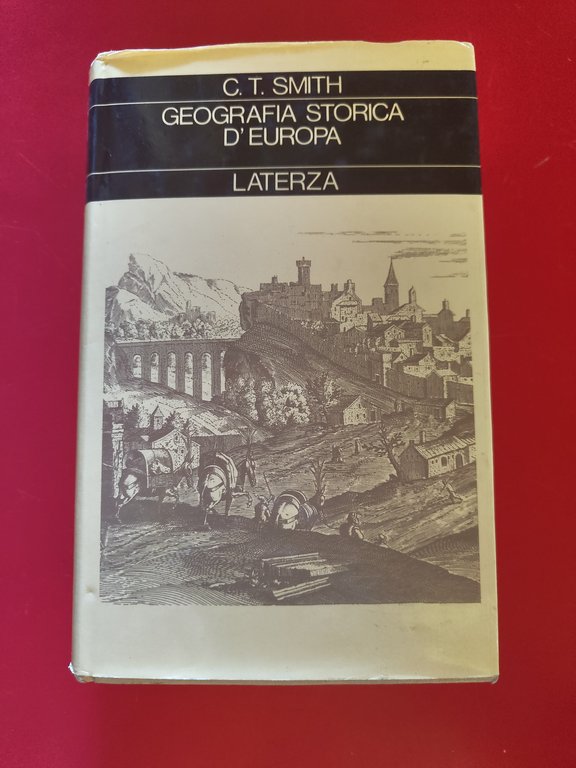 C. T. SMITH
GEOGRAFIA STORICA
D'EUROPA
LATERZA